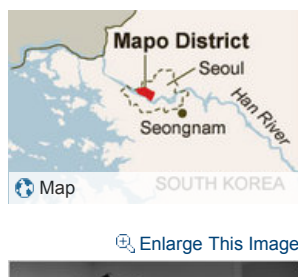 Mapo District
Seoul
Han River
Seongnam
Map
SOUTH KOREA
Enlarge This Image